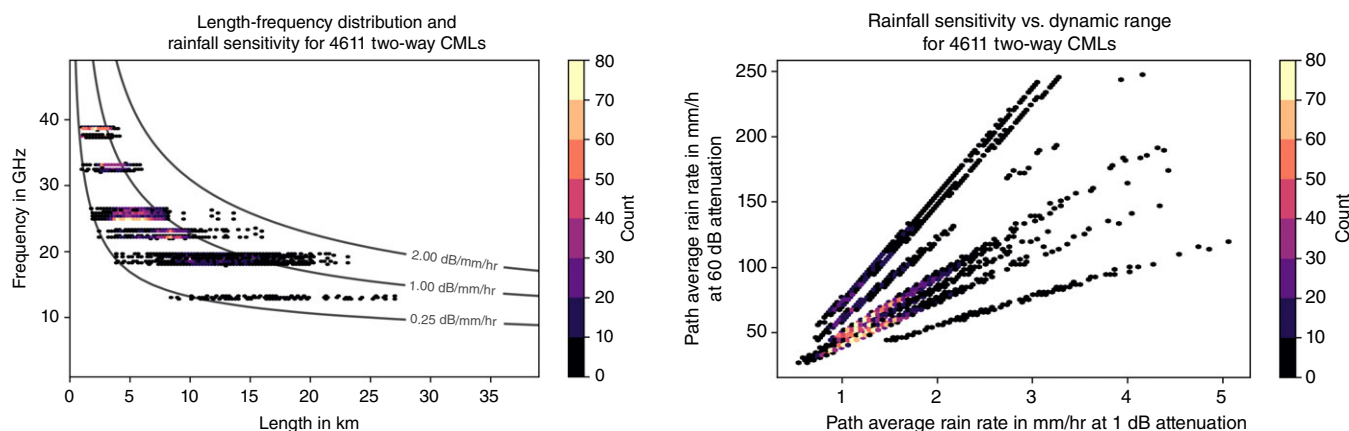 Length-frequency distribution and
rainfall sensitivity for 4611 two-way CMLs
Frequency in GHz
40
30
20
10
0
5
10
15
20
25
30
35
Length in km
2.00 dB/mm/hr
1.00 dB/mm/hr
0.25 dB/mm/hr
80
70
60
50
40
30
20
10
0
Count
Rainfall sensitivity vs. dynamic range
for 4611 two-way CMLs
Path average rain rate in mm/h
at 60 dB attenuation
250
200
150
100
50
1
2
3
4
5
Path average rain rate in mm/hr at 1 dB attenuation
80
70
60
50
40
30
20
10
0
Count